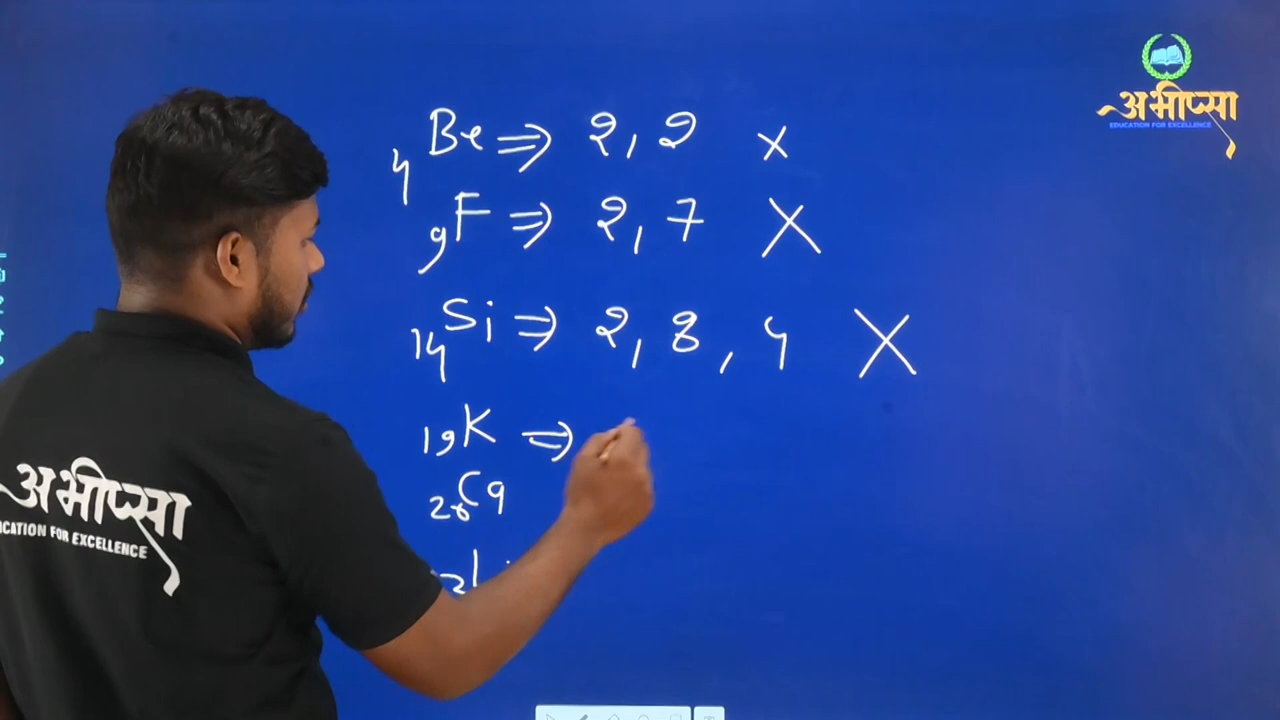 अभीप्सा
EDUCATION FOR EXCELLENCE
4Be ⇒ 2, 2 ×
9F ⇒ 2, 7 ×
14Si ⇒ 2, 8, 4 ×
19K ⇒
20Ca
अभीप्सा
CATION FOR EXCELLENCE